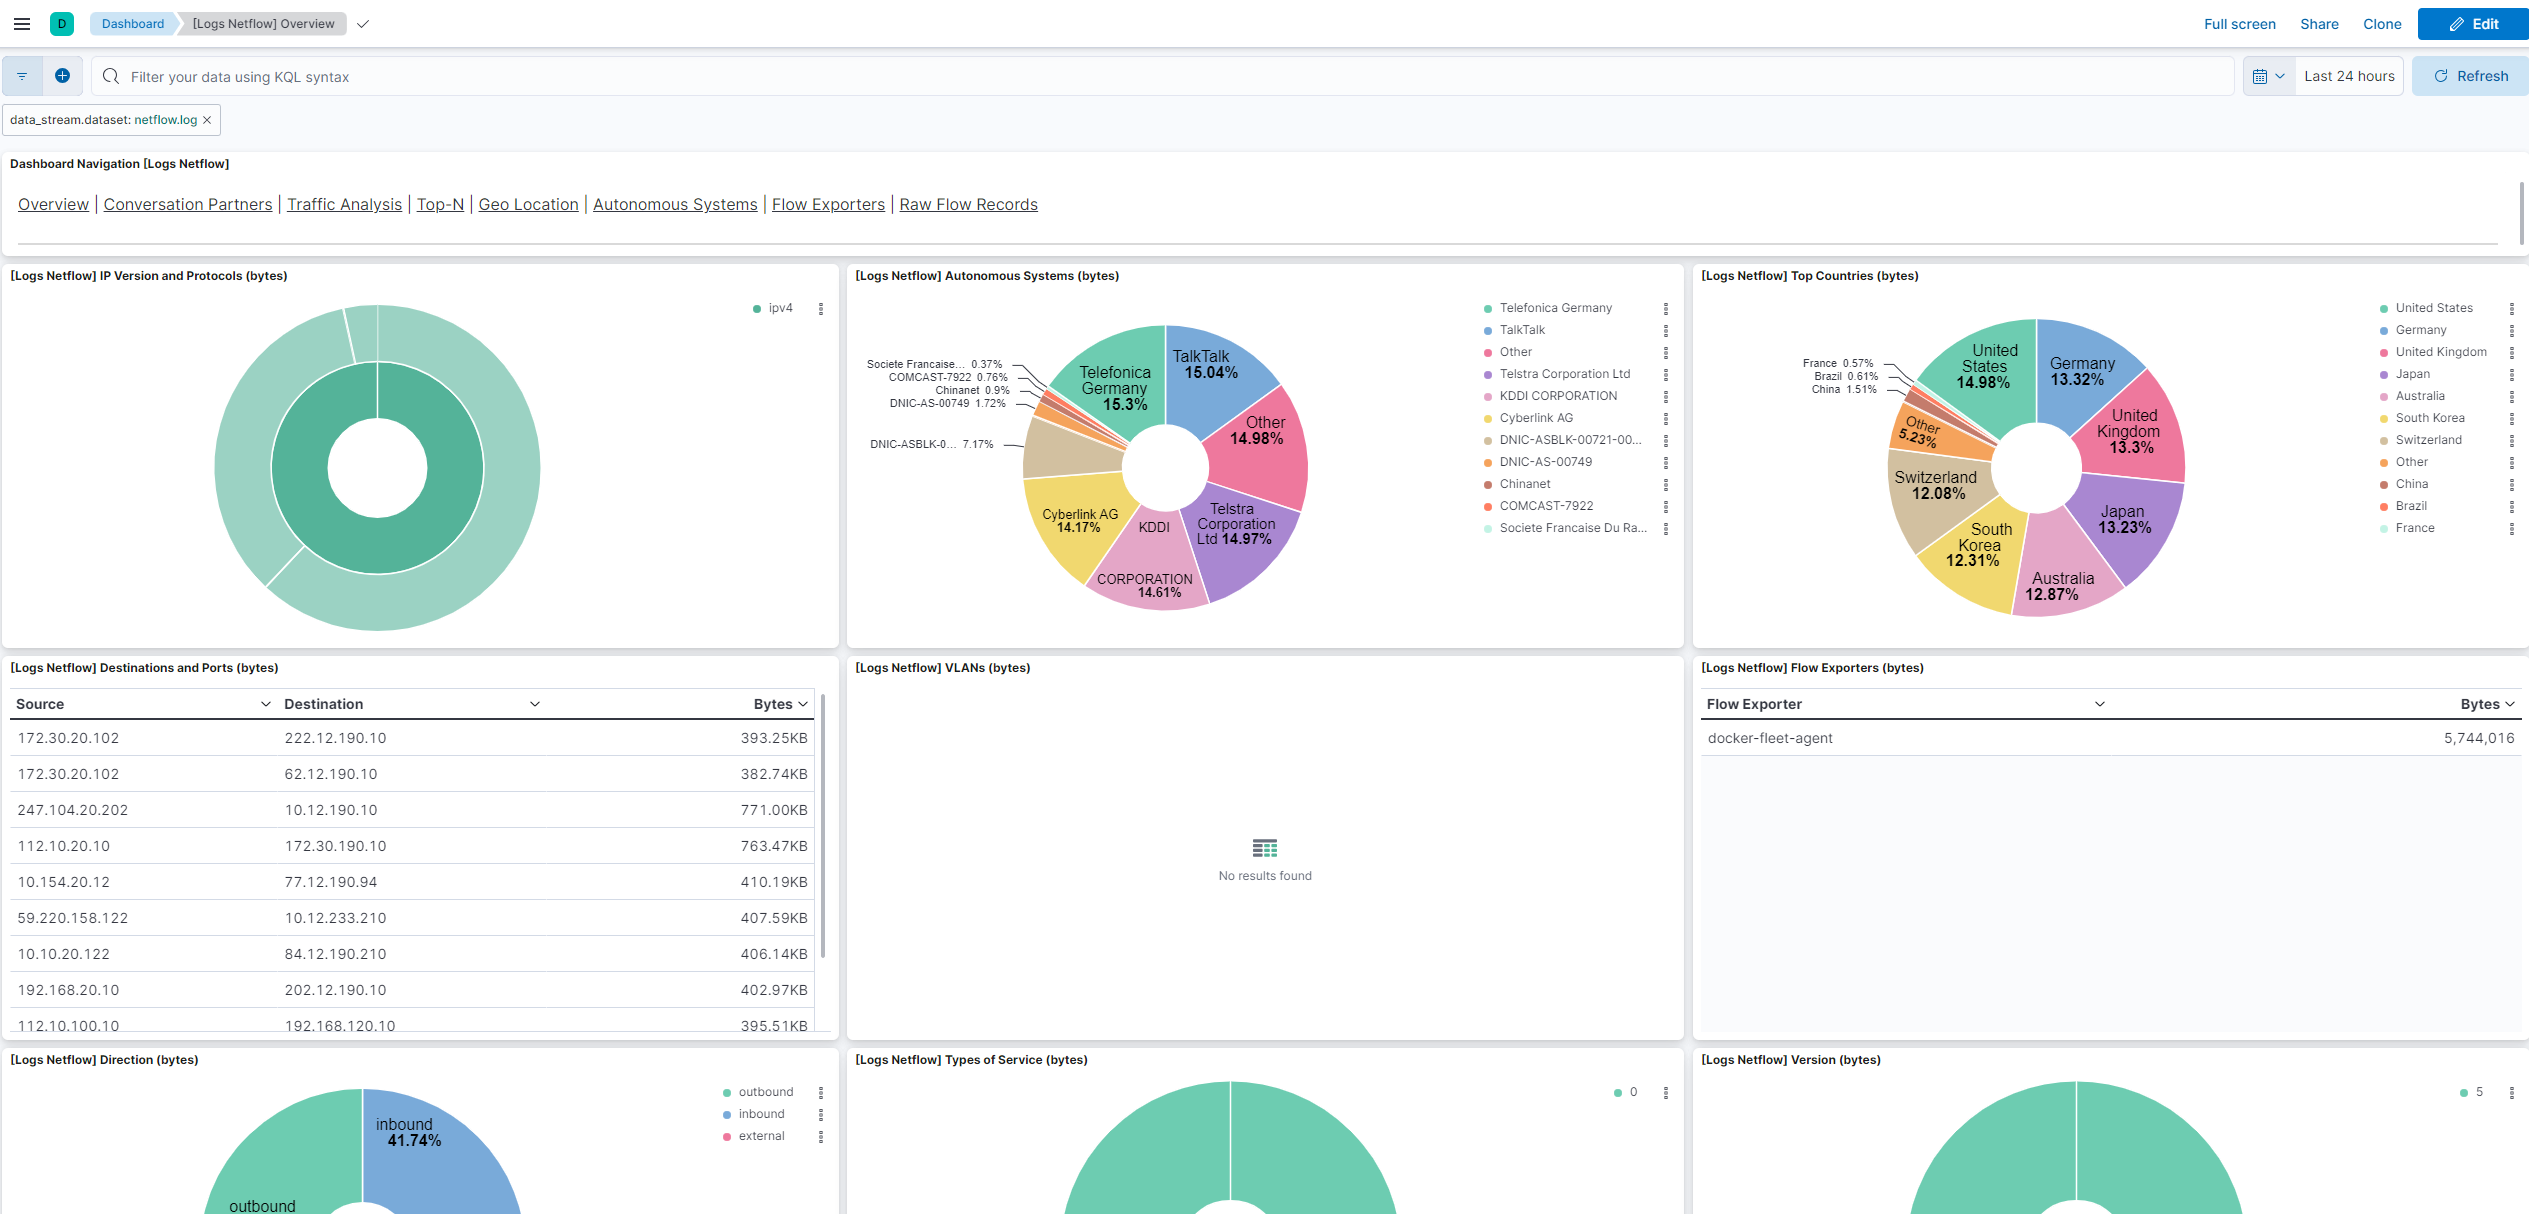 D Dashboard [Logs Netflow] Overview Full screen Share Clone Edit
Filter your data using KQL syntax Last 24 hours Refresh
data_stream.dataset: netflow.log ×
Dashboard Navigation [Logs Netflow]
Overview | Conversation Partners | Traffic Analysis | Top-N | Geo Location | Autonomous Systems | Flow Exporters | Raw Flow Records
[Logs Netflow] IP Version and Protocols (bytes)
ipv4
[Logs Netflow] Autonomous Systems (bytes)
Societe Francaise... 0.37%
COMCAST-7922 0.76%
Chinanet 0.9%
DNIC-AS-00749 1.72%
DNIC-ASBLK-0... 7.17%
Telefonica
Germany
15.3%
TalkTalk
15.04%
Other
14.98%
Telstra
Corporation
Ltd 14.97%
KDDI
CORPORATION
14.61%
Cyberlink AG
14.17%
Telefonica Germany
TalkTalk
Other
Telstra Corporation Ltd
KDDI CORPORATION
Cyberlink AG
DNIC-ASBLK-00721-00...
DNIC-AS-00749
Chinanet
COMCAST-7922
Societe Francaise Du Ra...
[Logs Netflow] Top Countries (bytes)
France 0.57%
Brazil 0.61%
China 1.51%
United
States
14.98%
Germany
13.32%
United
Kingdom
13.3%
Japan
13.23%
Australia
12.87%
South
Korea
12.31%
Switzerland
12.08%
Other
5.23%
United States
Germany
United Kingdom
Japan
Australia
South Korea
Switzerland
Other
China
Brazil
France
[Logs Netflow] Destinations and Ports (bytes)
Source Destination Bytes
172.30.20.102 222.12.190.10 393.25KB
172.30.20.102 62.12.190.10 382.74KB
247.104.20.202 10.12.190.10 771.00KB
112.10.20.10 172.30.190.10 763.47KB
10.154.20.12 77.12.190.94 410.19KB
59.220.158.122 10.12.233.210 407.59KB
10.10.20.122 84.12.190.210 406.14KB
192.168.20.10 202.12.190.10 402.97KB
112.10.100.10 192.168.120.10 395.51KB
[Logs Netflow] VLANs (bytes)
No results found
[Logs Netflow] Flow Exporters (bytes)
Flow Exporter Bytes
docker-fleet-agent 5,744,016
[Logs Netflow] Direction (bytes)
inbound
41.74%
outbound
outbound
inbound
external
[Logs Netflow] Types of Service (bytes)
0
[Logs Netflow] Version (bytes)
5